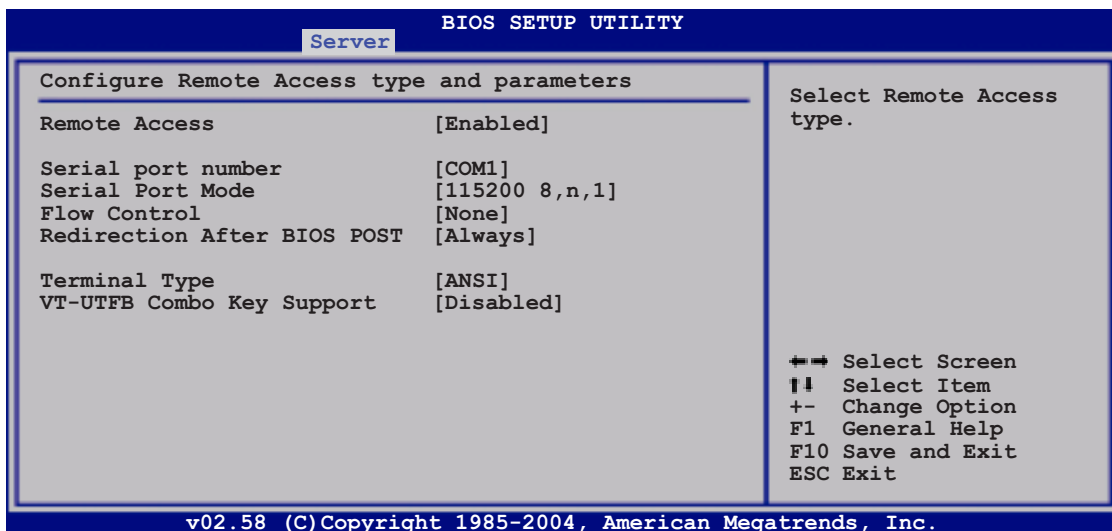 BIOS SETUP UTILITY
Server
Configure Remote Access type and parameters
Remote Access [Enabled]
Serial port number [COM1]
Serial Port Mode [115200 8,n,1]
Flow Control [None]
Redirection After BIOS POST [Always]
Terminal Type [ANSI]
VT-UTFB Combo Key Support [Disabled]
Select Remote Access
type.
←→ Select Screen
↑↓ Select Item
+- Change Option
F1 General Help
F10 Save and Exit
ESC Exit
v02.58 (C)Copyright 1985-2004, American Megatrends, Inc.